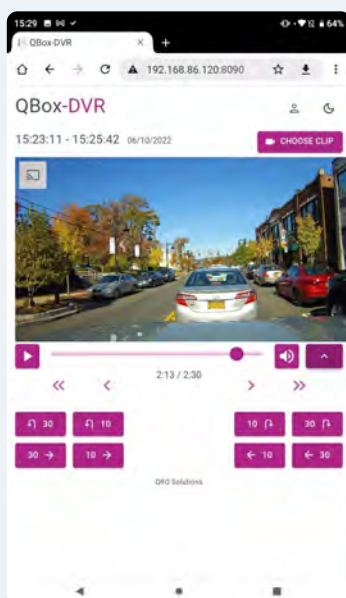 15:29 64%
QBox-DVR
192.168.86.120:8090
QBox-DVR
15:23:11 - 15:25:42 06/10/2022 CHOOSE CLIP
2:13 / 2:30
30 10 10 30
30 → 10 → ← 10 ← 30
QRO Solutions